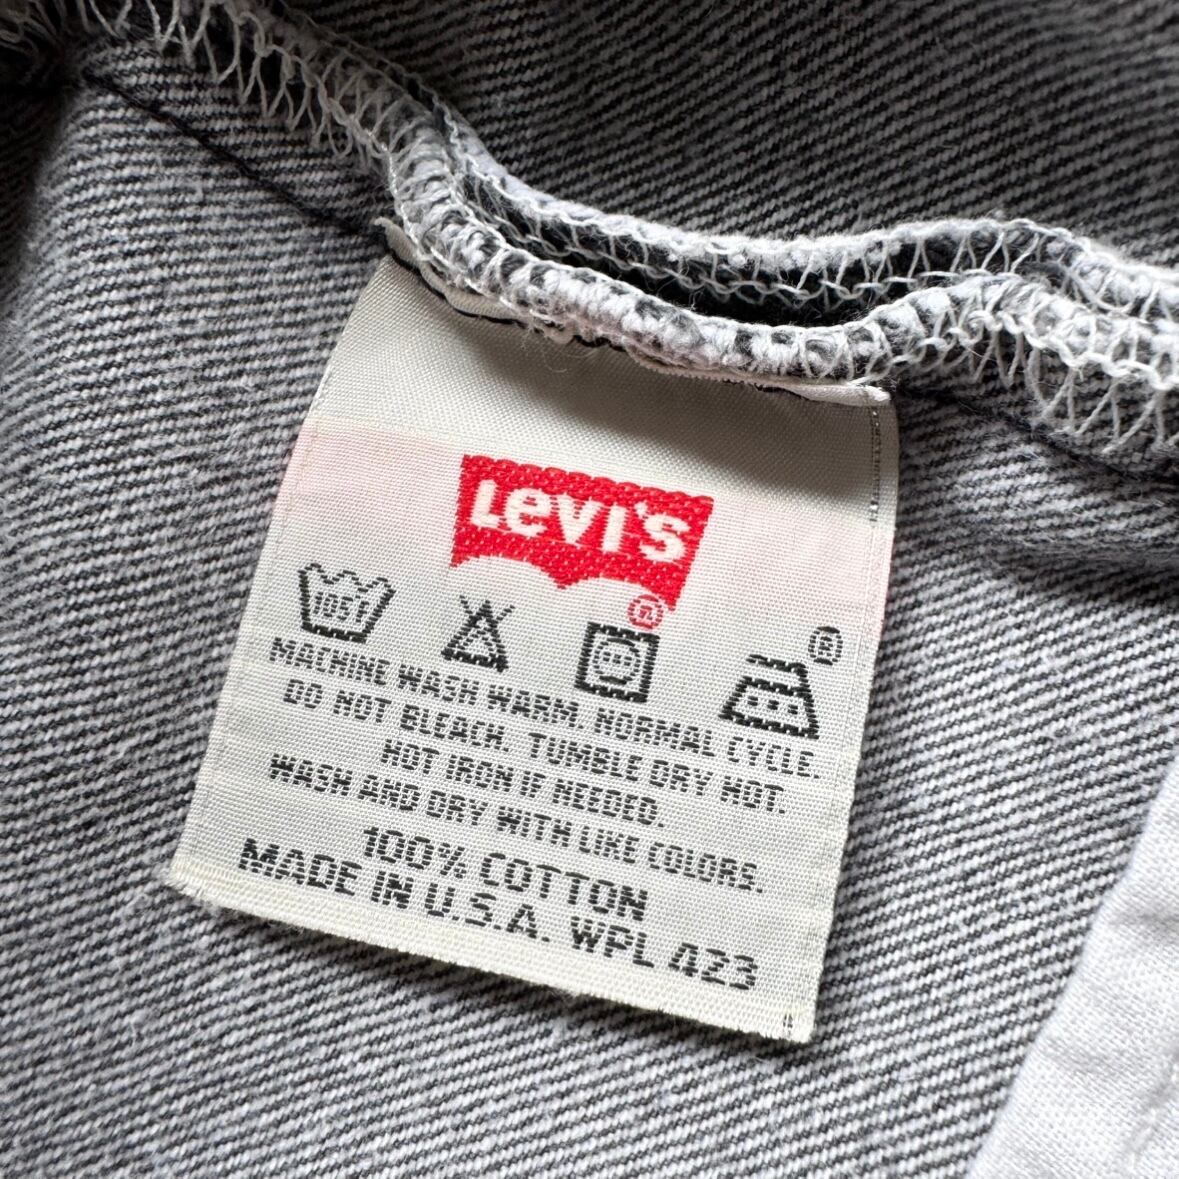 Levi's
®
®
105F
MACHINE WASH WARM. NORMAL CYCLE.
DO NOT BLEACH. TUMBLE DRY HOT.
HOT IRON IF NEEDED.
WASH AND DRY WITH LIKE COLORS.
100% COTTON
MADE IN U.S.A. WPL 423